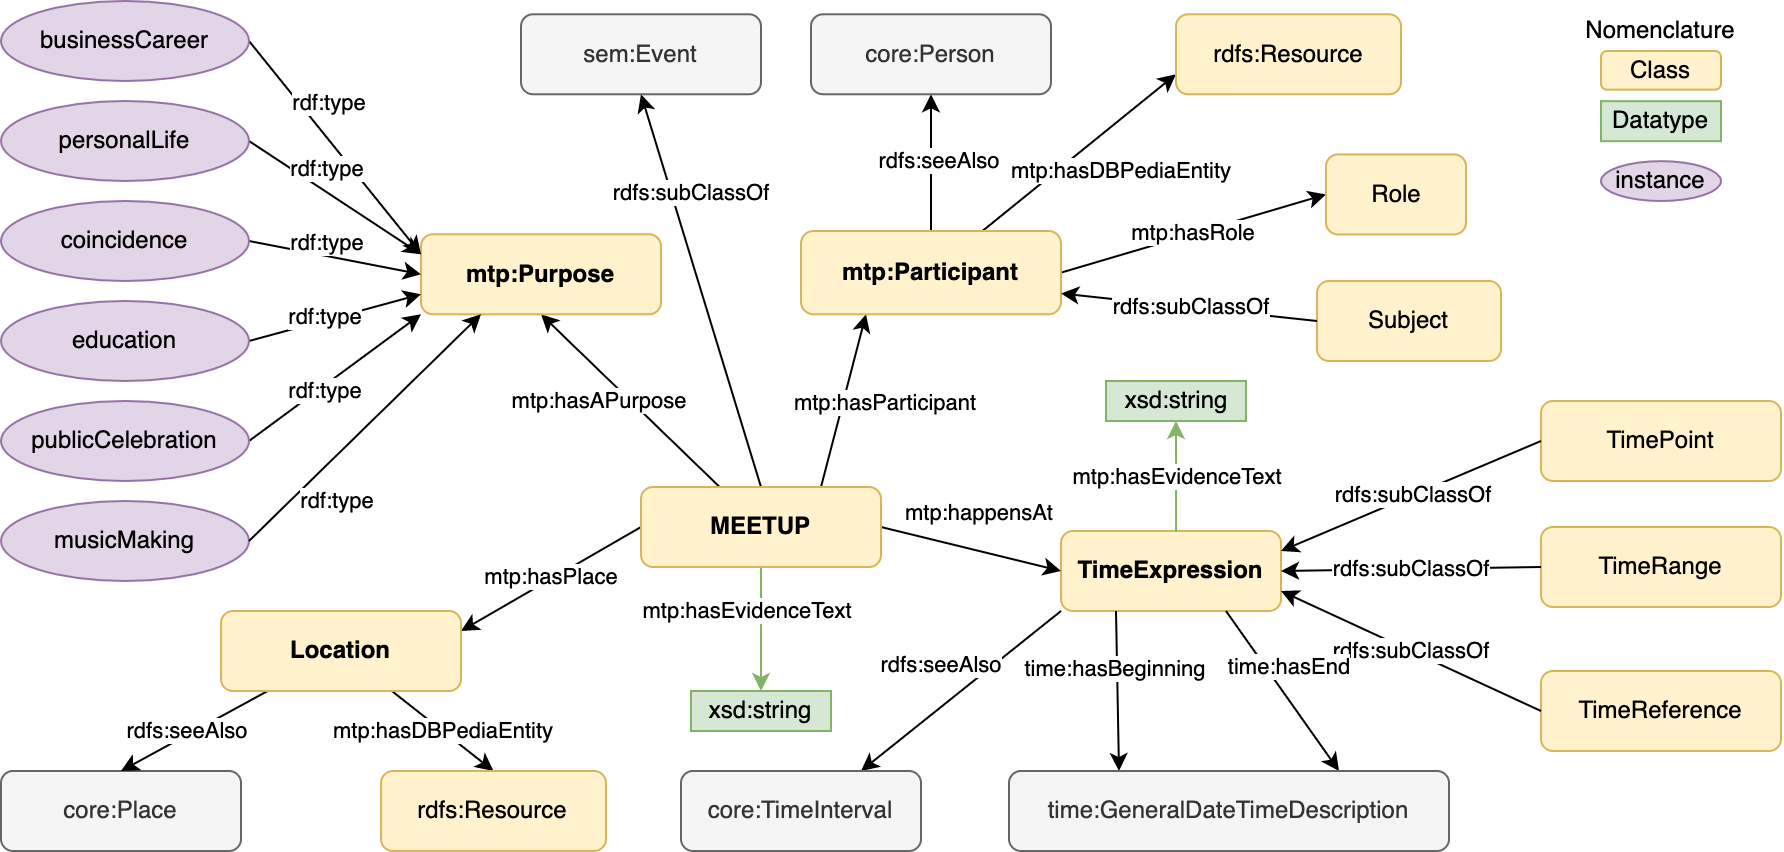 businessCareer
sem:Event
core:Person
rdfs:Resource
Nomenclature
Class
Datatype
instance
rdf:type
personalLife
rdf:type
rdfs:seeAlso
mtp:hasDBPediaEntity
rdfs:subClassOf
Role
mtp:hasRole
coincidence
rdf:type
mtp:Purpose
mtp:Participant
rdfs:subClassOf
Subject
education
rdf:type
rdf:type
mtp:hasAPurpose
mtp:hasParticipant
xsd:string
publicCelebration
TimePoint
mtp:hasEvidenceText
rdfs:subClassOf
rdf:type
musicMaking
MEETUP
mtp:happensAt
TimeExpression
rdfs:subClassOf
TimeRange
mtp:hasPlace
mtp:hasEvidenceText
Location
rdfs:seeAlso
time:hasBeginning
time:hasEnd
rdfs:subClassOf
TimeReference
xsd:string
rdfs:seeAlso
mtp:hasDBPediaEntity
core:Place
rdfs:Resource
core:TimeInterval
time:GeneralDateTimeDescription